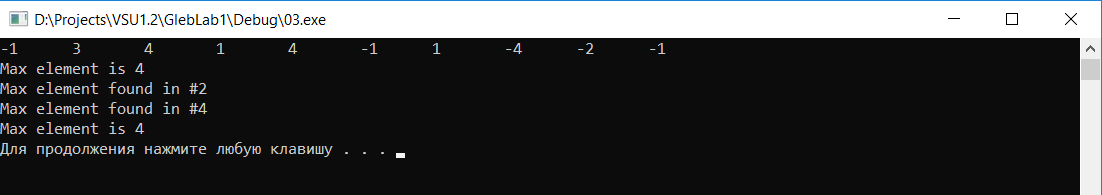 D:\Projects\VSU1.2\GlebLab1\Debug\03.exe
-1 3 4 1 4 -1 1 -4 -2 -1
Max element is 4
Max element found in #2
Max element found in #4
Max element is 4
Для продолжения нажмите любую клавишу . . .